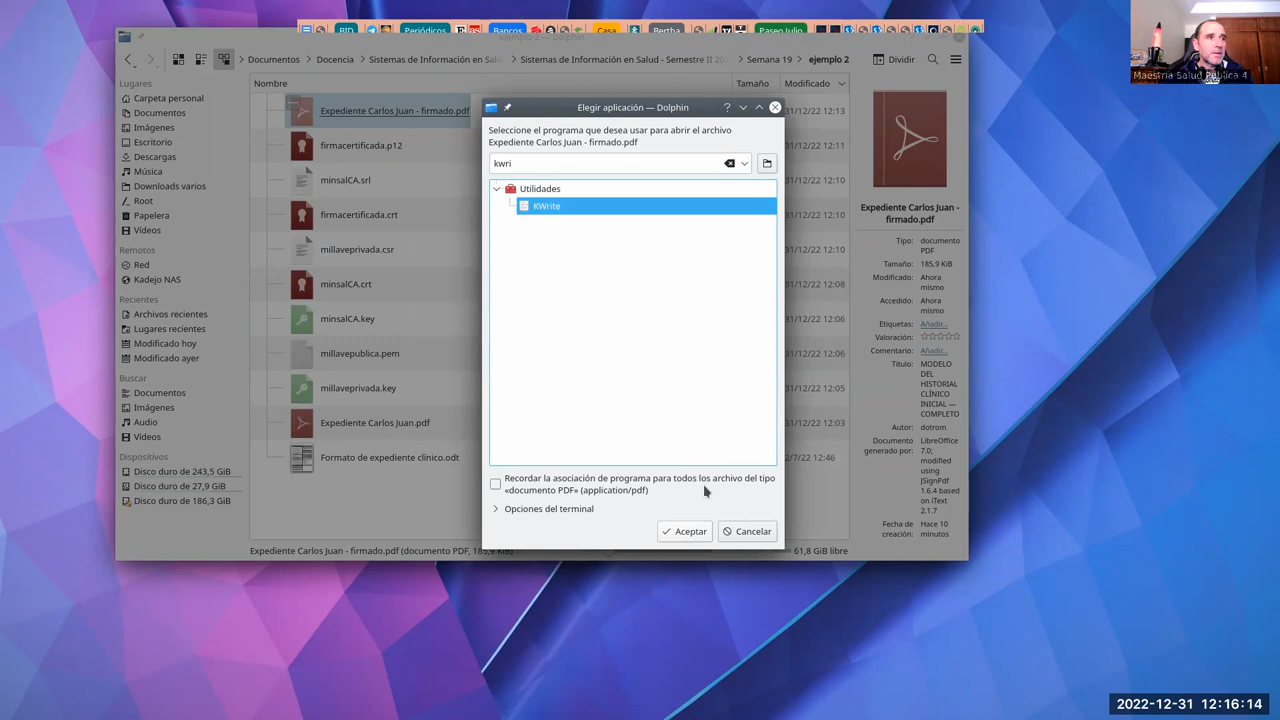 BID
Periódicos
Bancos
Casa
Bertha
Paseo Julio
Documentos
Docencia
Sistemas de Información en Salu
Sistemas de Información en Salud - Semestre II 20
Semana 19
ejemplo 2
Dividir
Lugares
Carpeta personal
Documentos
Imágenes
Escritorio
Descargas
Música
Downloads varios
Root
Papelera
Vídeos
Remotos
Red
Kadejo NAS
Recientes
Archivos recientes
Lugares recientes
Modificado hoy
Modificado ayer
Buscar
Documentos
Imágenes
Audio
Vídeos
Dispositivos
Disco duro de 243,5 GiB
Disco duro de 27,9 GiB
Disco duro de 186,3 GiB
Nombre
Tamaño
Modificado
Expediente Carlos Juan - firmado.pdf
31/12/22 12:13
firmacertificada.p12
31/12/22 12:11
minsalCA.srl
31/12/22 12:10
firmacertificada.crt
31/12/22 12:10
millaveprivada.csr
31/12/22 12:10
minsalCA.crt
31/12/22 12:08
minsalCA.key
31/12/22 12:06
millavepublica.pem
31/12/22 12:06
millaveprivada.key
31/12/22 12:05
Expediente Carlos Juan.pdf
31/12/22 12:03
Formato de expediente clínico.odt
2/7/22 12:46
Expediente Carlos Juan - firmado.pdf (documento PDF, 185,9 KiB)
61,8 GiB libre
Elegir aplicación — Dolphin
Seleccione el programa que desea usar para abrir el archivo
Expediente Carlos Juan - firmado.pdf
kwri
Utilidades
KWrite
Recordar la asociación de programa para todos los archivo del tipo
«documento PDF» (application/pdf)
Opciones del terminal
Aceptar
Cancelar
Expediente Carlos Juan -
firmado.pdf
Tipo: documento
PDF
Tamaño: 185,9 KiB
Modificado: Ahora
mismo
Accedido: Ahora
mismo
Etiquetas: Añadir...
Valoración:
Comentario: Añadir...
Título: MODELO
DEL
HISTORIAL
CLÍNICO
INICIAL —
COMPLETO
Autor: dotrom
Documento LibreOffice
generado por: 7.0;
modified
using
JSignPdf
1.6.4 based
on iText
2.1.7
Fecha de Hace 10
creación: minutos
Maestría Salud Pública 4
2022-12-31 12:16:14